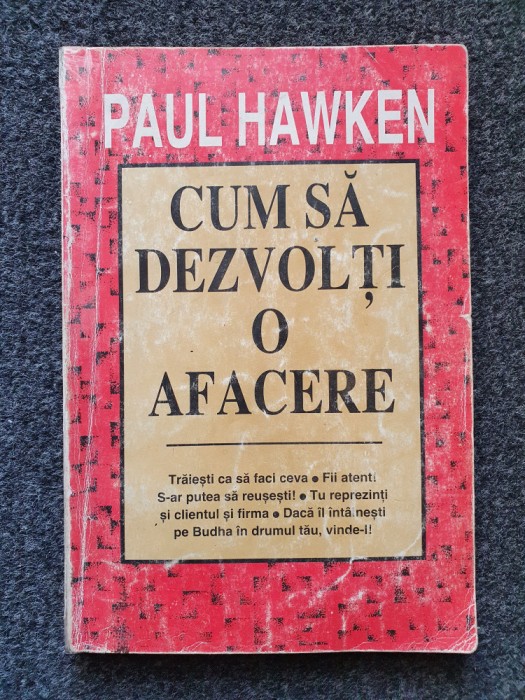 PAUL HAWKEN
CUM SĂ
DEZVOLȚI
O
AFACERE
Trăiești ca să faci ceva • Fii atent!
S-ar putea să reușești! • Tu reprezinți
și clientul și firma • Dacă îl întâlnești
pe Budha în drumul tău, vinde-i!